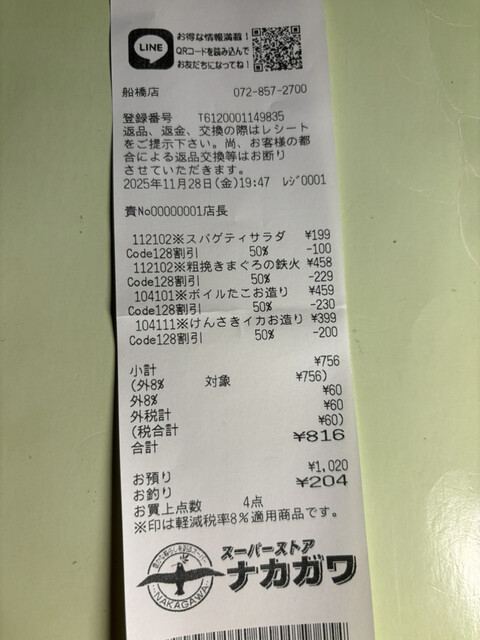 LINE
お得な情報満載！
QRコードを読み込んで
お友だちになってね！
船橋店 072-857-2700
登録番号 T6120001149835
返品、返金、交換の際はレシート
をご提示下さい。尚、お客様の都
合による返品交換等はお断り
させていただきます。
2025年11月28日(金)19:47 ﾚｼﾞ0001
責No00000001店長
112102※スパゲティサラダ ¥199
Code128割引 50% -100
112102※粗挽きまぐろの鉄火 ¥458
Code128割引 50% -229
104101※ボイルたこお造り ¥459
Code128割引 50% -230
104111※けんさきイカお造り ¥399
Code128割引 50% -200
小計 ¥756
(外8% 対象 ¥756)
外8% ¥60
外税計 ¥60
(税合計 ¥60)
合計 ¥816
お預り ¥1,020
お釣り ¥204
お買上点数 4点
※印は軽減税率8%適用商品です。
スーパーストア
ナカガワ
NAKAGAWA